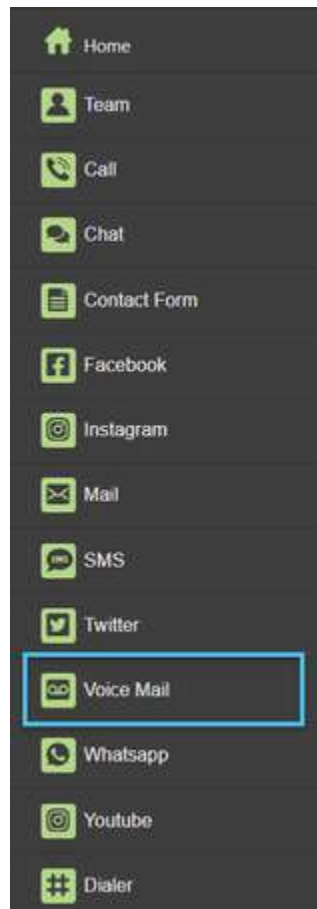 Home
Team
Call
Chat
Contact Form
Facebook
Instagram
Mail
SMS
Twitter
Voice Mail
Whatsapp
Youtube
Dialer